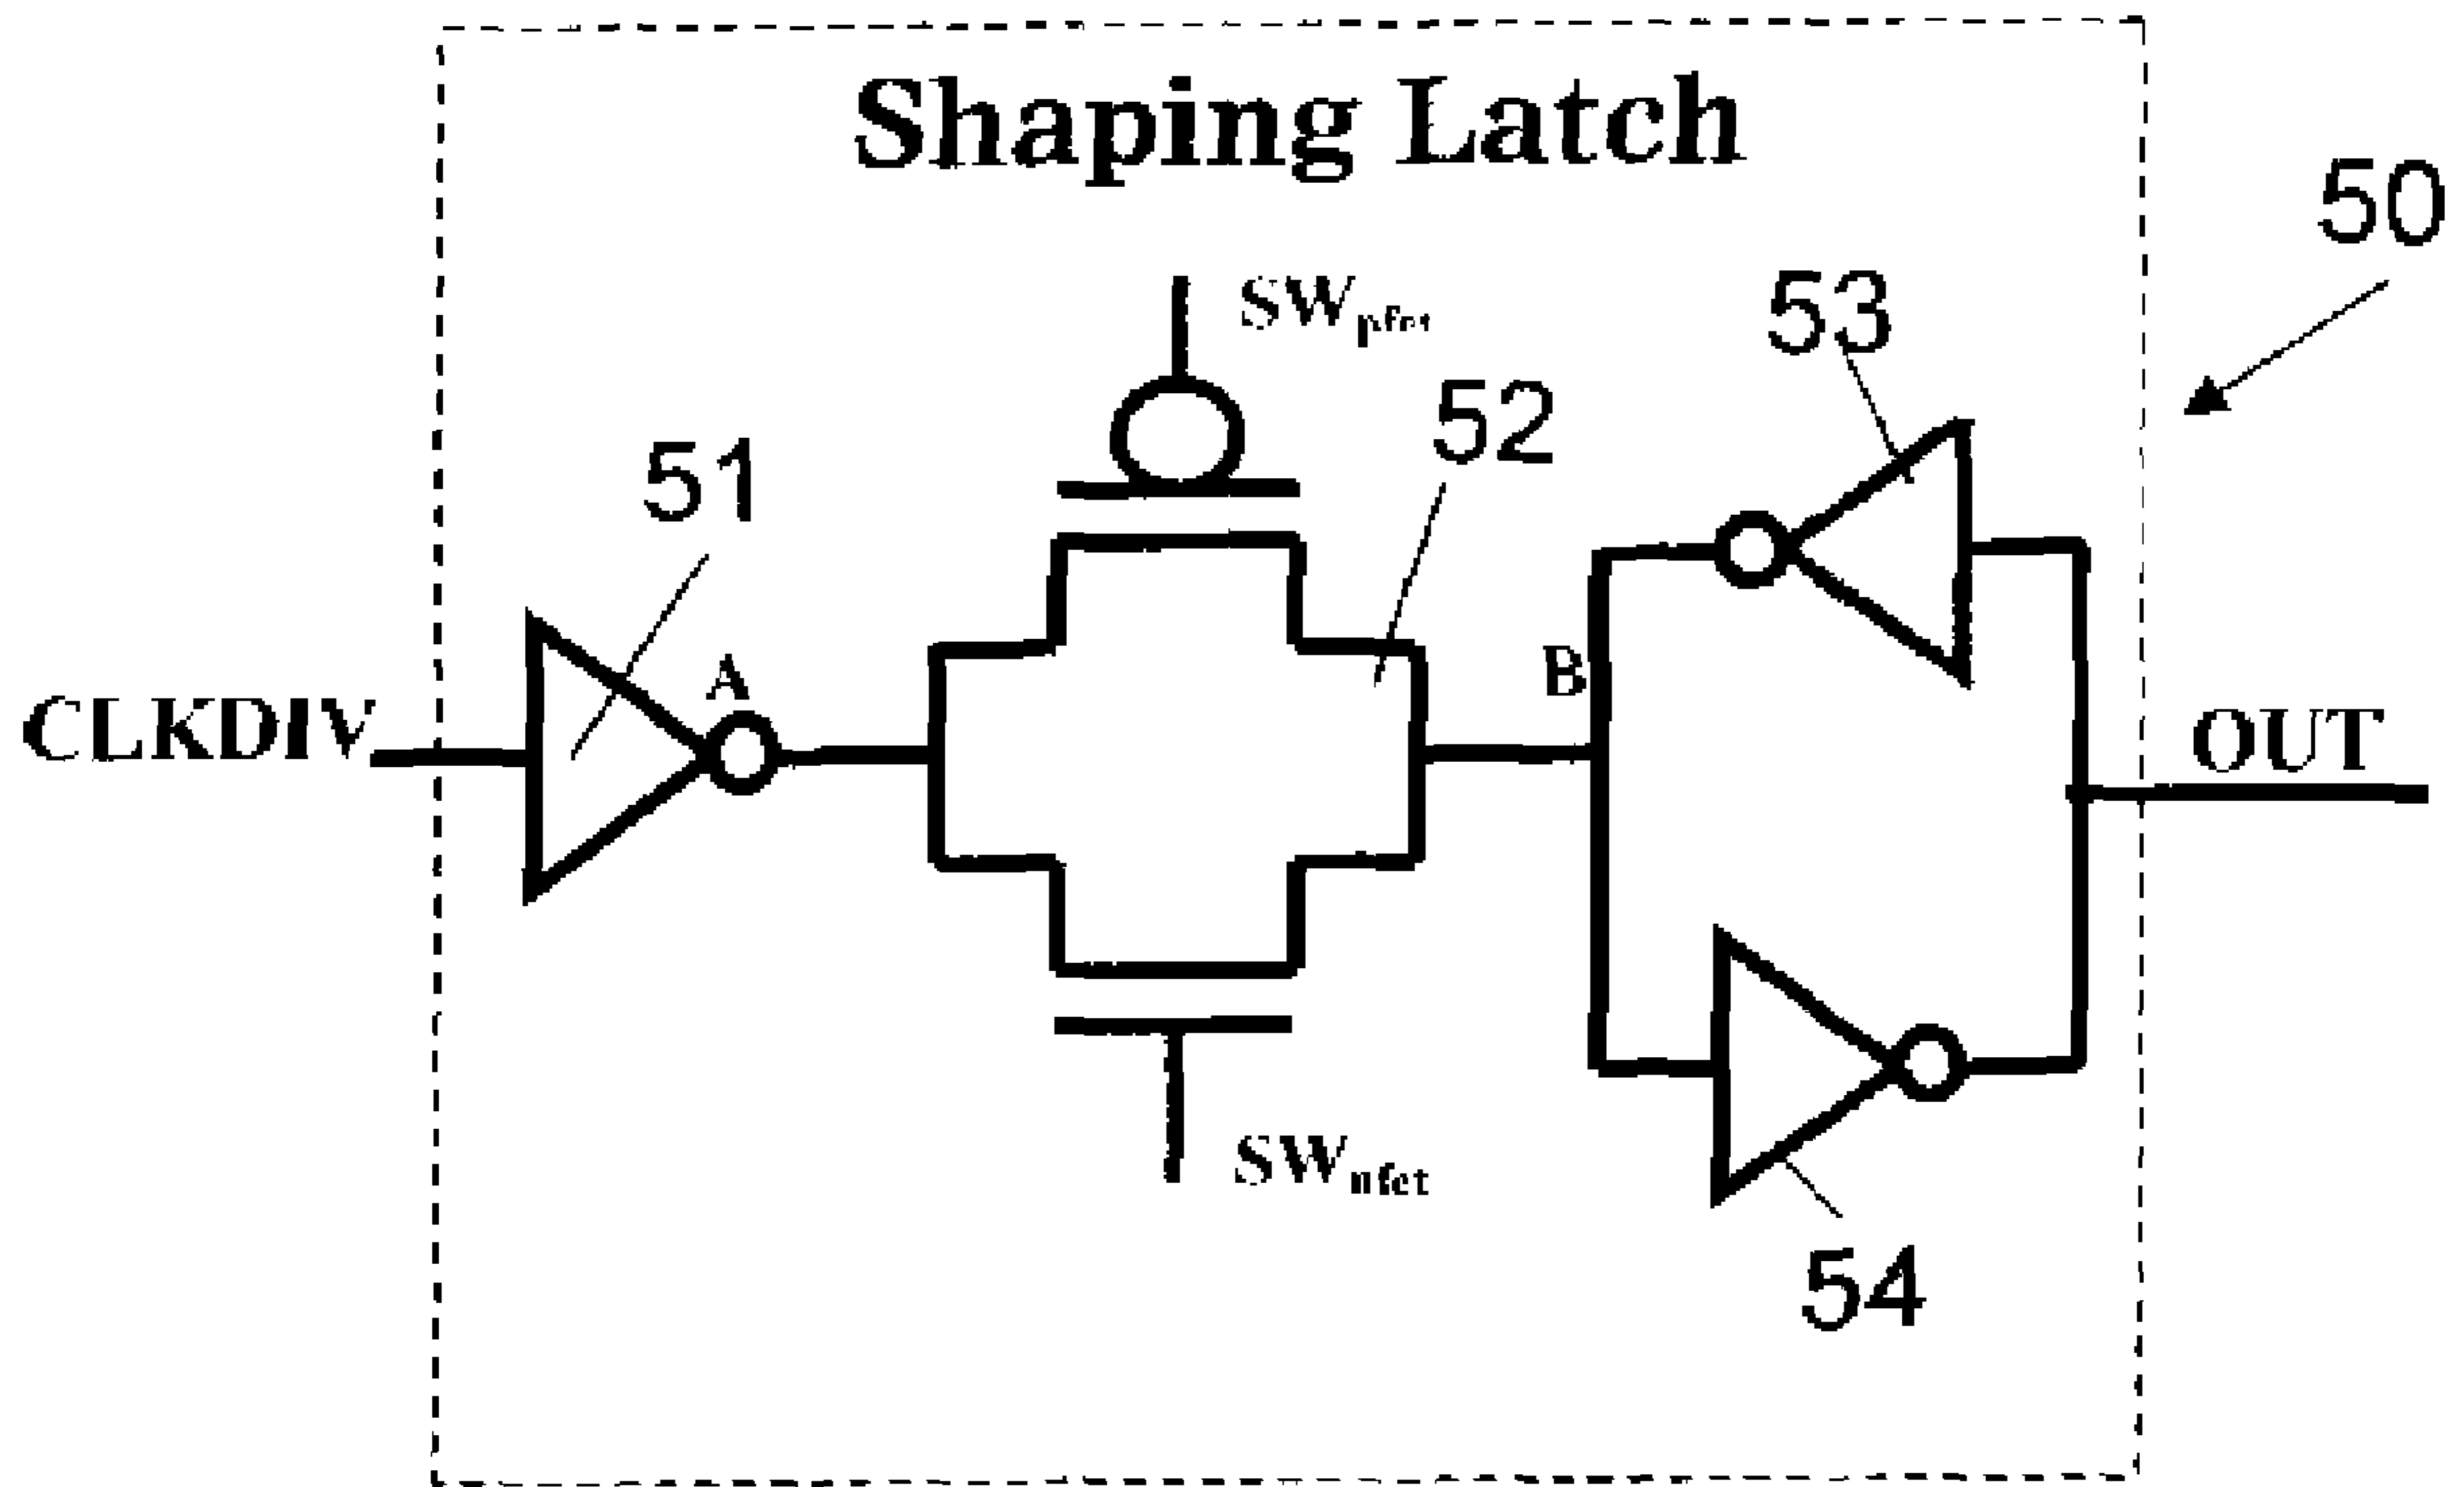 Shaping Latch
50
SWpfet
53
52
51
A
B
CLKDIV
OUT
SWnfet
54